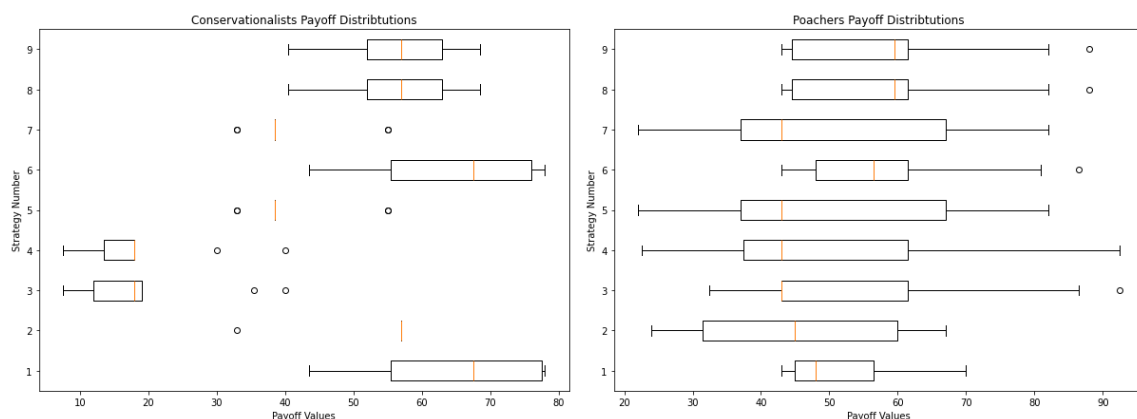 Conservationalists Payoff Distribtutions
Strategy Number
9
8
7
6
5
4
3
2
1
10 20 30 40 50 60 70 80
Payoff Values
Poachers Payoff Distribtutions
Strategy Number
9
8
7
6
5
4
3
2
1
20 30 40 50 60 70 80 90
Payoff Values